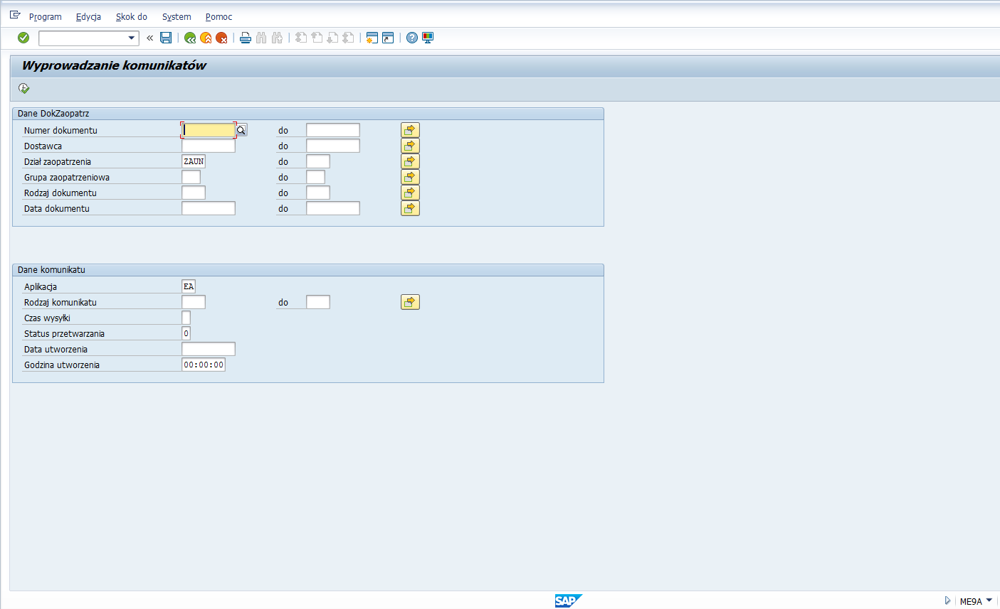 Program Edycja Skok do System Pomoc
Wyprowadzanie komunikatów
Dane DokZaopatrz
Numer dokumentu do
Dostawca do
Dział zaopatrzenia ZAUN do
Grupa zaopatrzeniowa do
Rodzaj dokumentu do
Data dokumentu do
Dane komunikatu
Aplikacja EA
Rodzaj komunikatu do
Czas wysyłki
Status przetwarzania 0
Data utworzenia
Godzina utworzenia 00:00:00
SAP ME9A